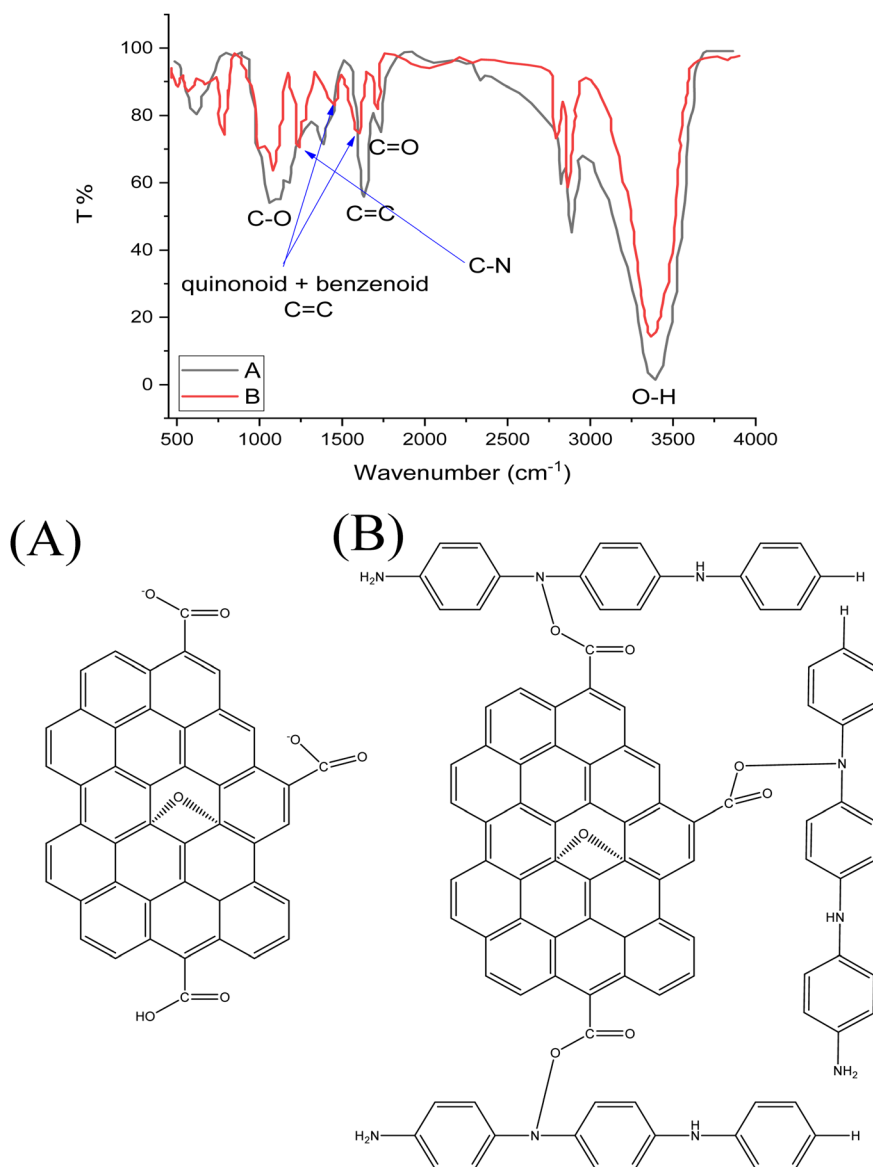 100
80
60
40
20
0
T %
C=O
C-O
C=C
C-N
quinonoid + benzenoid
C=C
A
B
O-H
500
1000
1500
2000
2500
3000
3500
4000
Wavenumber (cm⁻¹)
(A)
(B)
⁻O
C
O
⁻O
C
O
O
HO
C
O
H₂N
N
H
N
H
O
C
O
H
O
N
C
O
O
HN
O
C
O
NH₂
H₂N
N
H
N
H